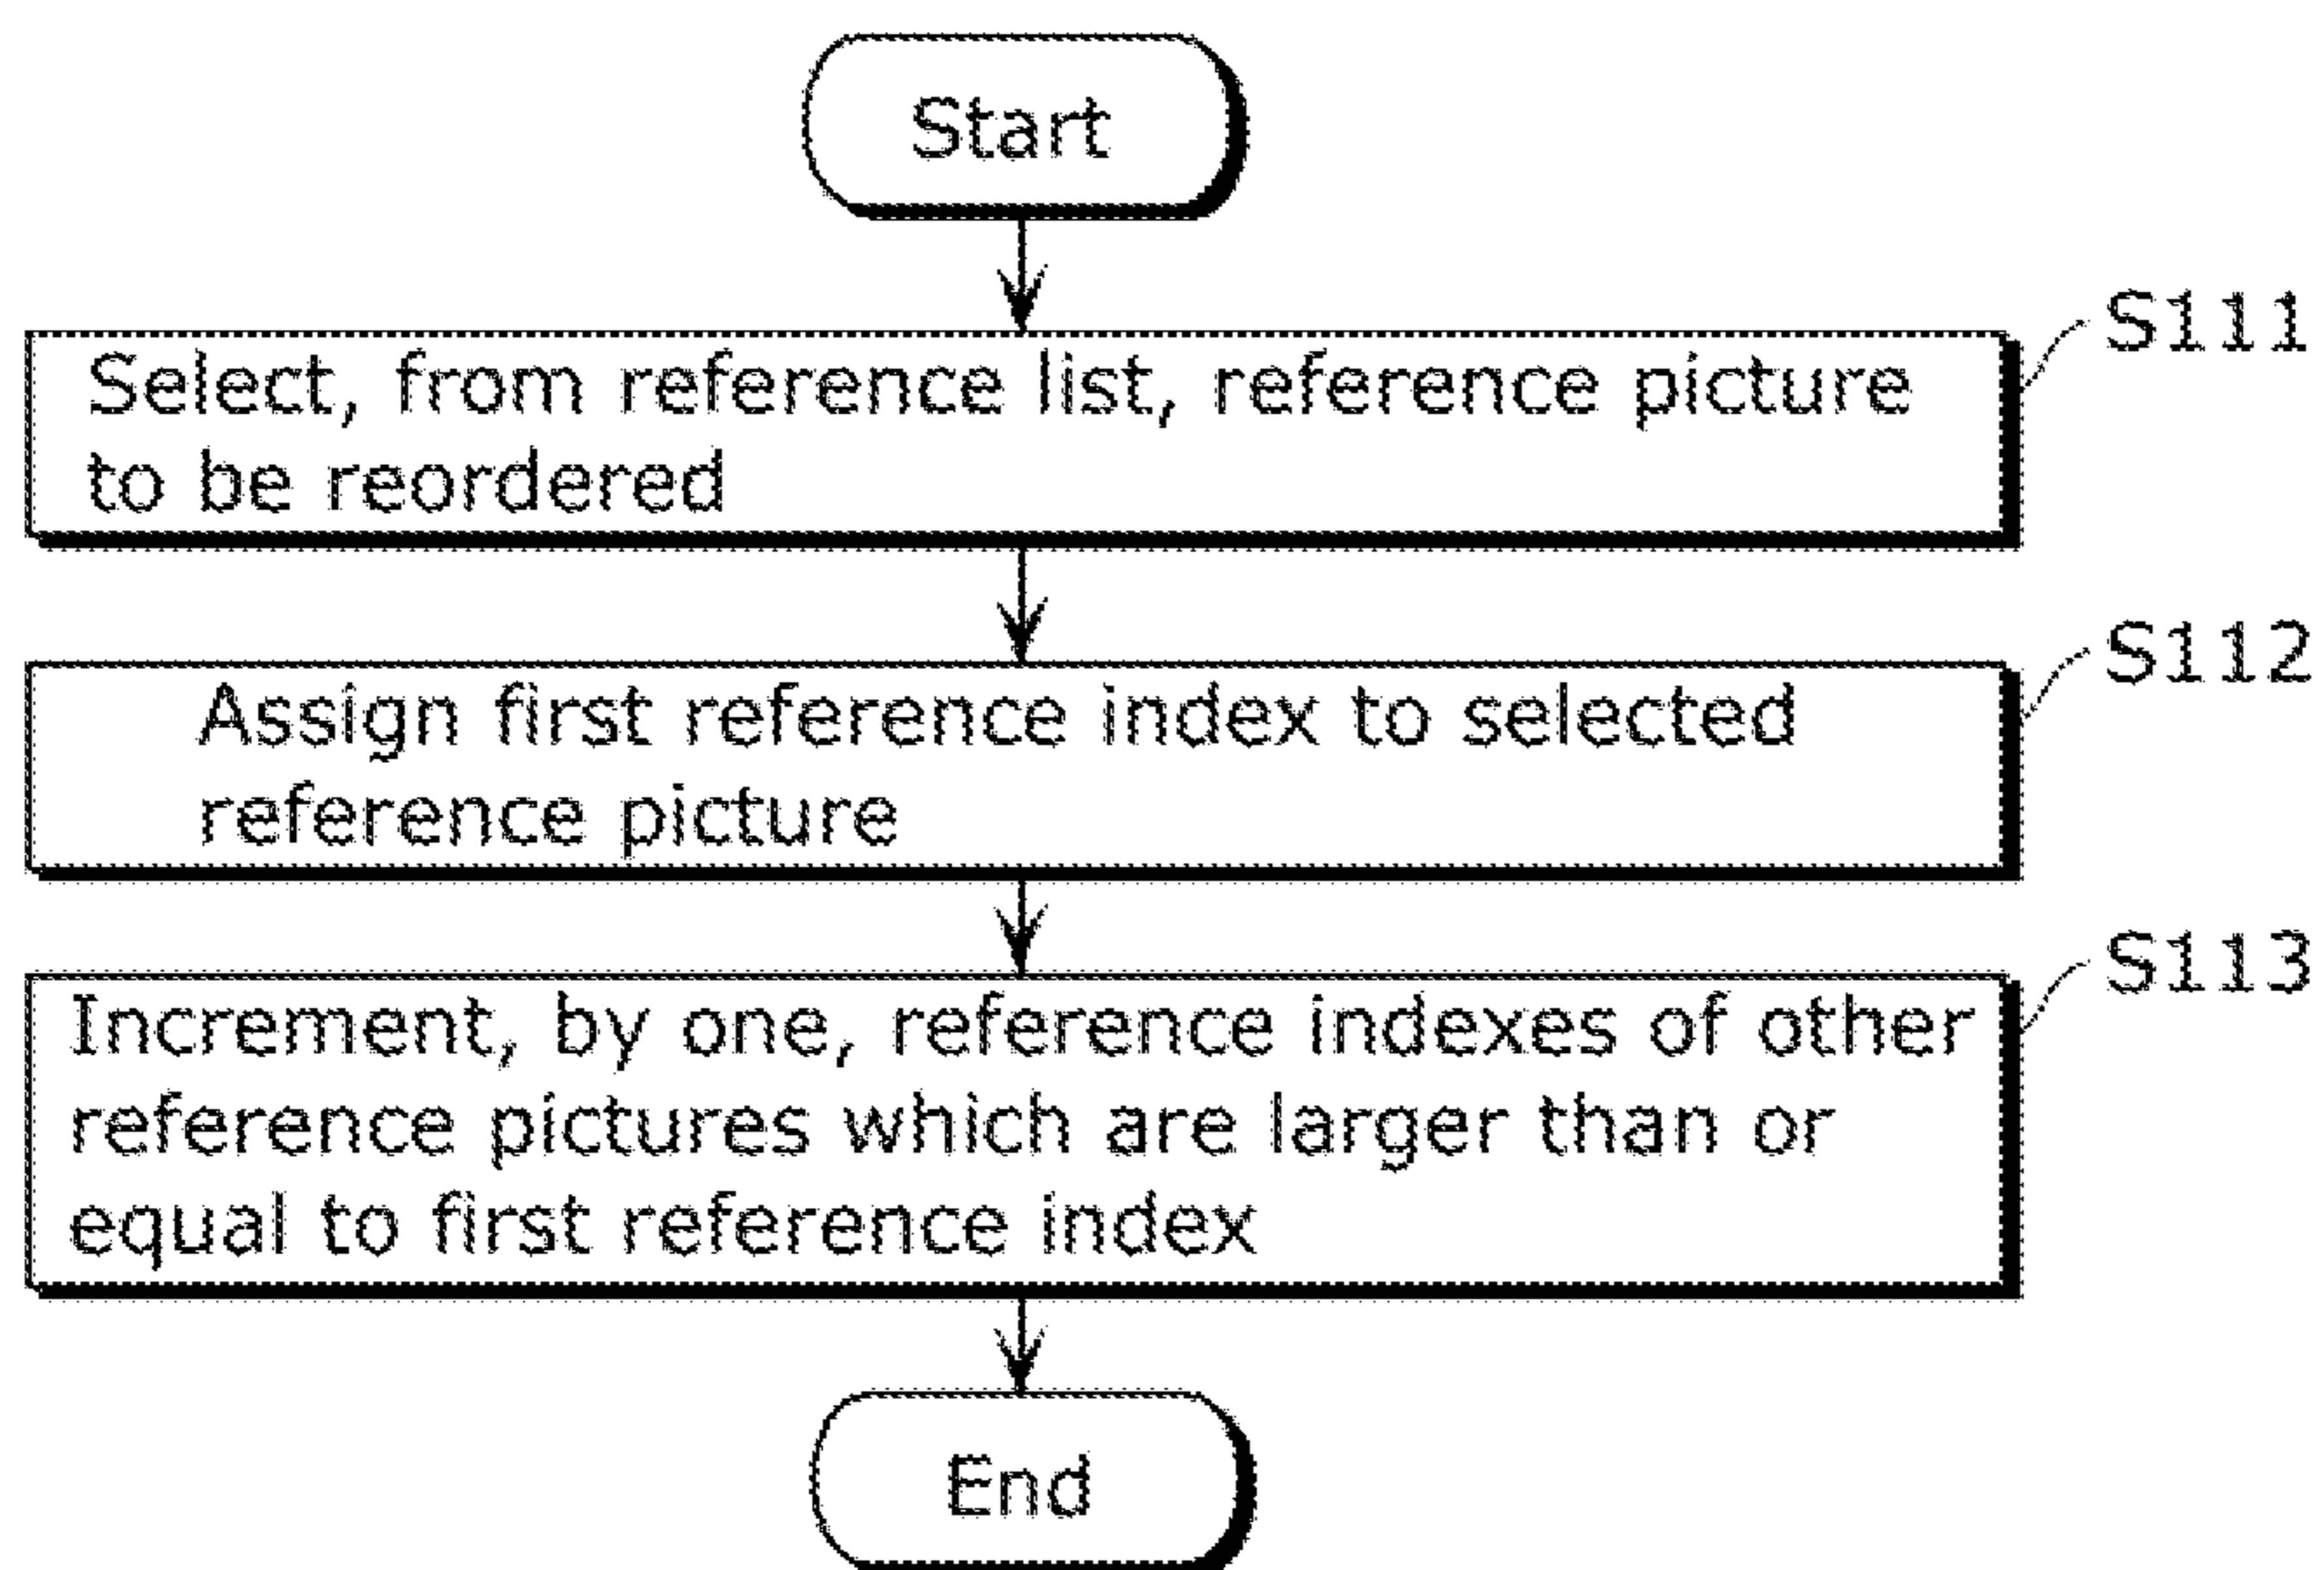 Start
S111
Select, from reference list, reference picture
to be reordered
S112
Assign first reference index to selected
reference picture
S113
Increment, by one, reference indexes of other
reference pictures which are larger than or
equal to first reference index
End